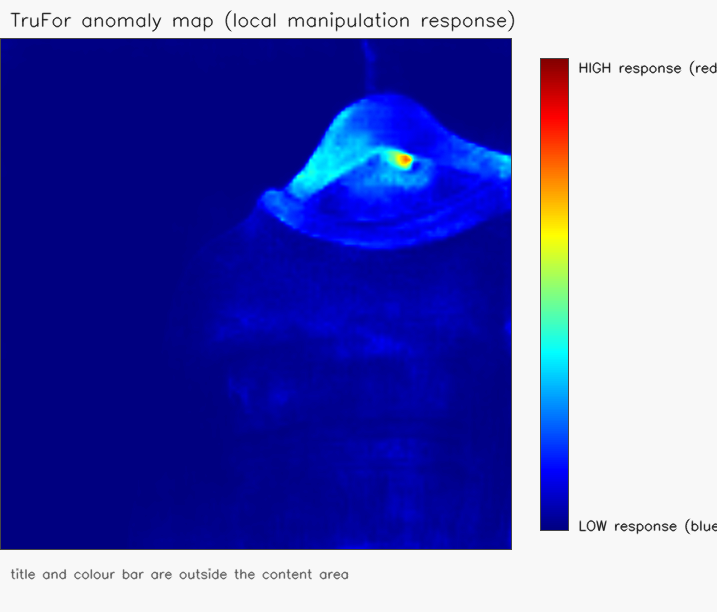 TruFor anomaly map (local manipulation response)
HIGH response (red
LOW response (blue
title and colour bar are outside the content area